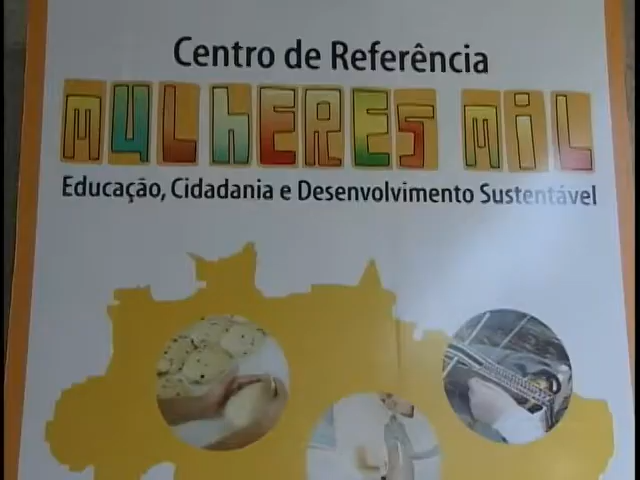 Centro de Referência
MULHERES MIL
Educação, Cidadania e Desenvolvimento Sustentável